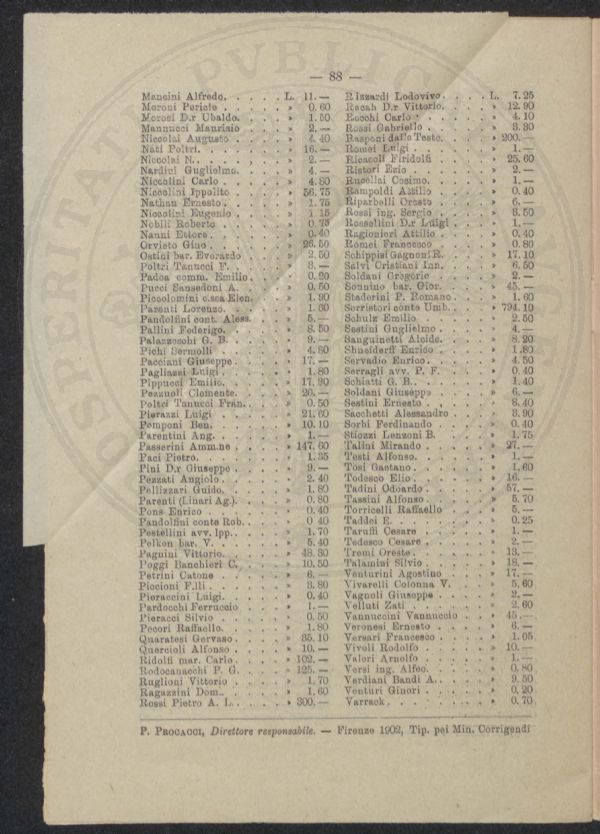 — 88 —
Mancini Alfredo. . . . . L. 11.—
Moroni Pericle . . . . . » 0.60
Morosi D.r Ubaldo. . . . » 1.50
Mannucci Maurizio . . . » 2.—
Niccolai Augusto . . . . » 4.40
Nati Poltri. . . . . . . » 16.—
Niccolai N. . . . . . . » 2.—
Nardini Guglielmo. . . . » 4.—
Niccolini Carlo . . . . » 4.80
Niccolini Ippolito . . . » 56.75
Nathan Ernesto. . . . . » 1.75
Niccolini Eugenio . . . » 1 15
Nobili Roberto . . . . . » 0.75
Nanni Ettore . . . . . . » 0.40
Orvieto Gino . . . . . . » 26.50
Ostini bar. Everardo . . » 2.50
Poltri Tanucci F. . . . » 3.—
Padoa comm. Emilio . . . » 0.20
Pucci Sansedoni A. . . . » 0.50
Piccolomini c.sca Elen. » 1.90
Parenti Lorenzo. . . . . » 1.60
Pandolfini cont. Aless. » 5.—
Pallini Federigo. . . . » 8.50
Palazzeschi G. B. . . . » 9.—
Pichi Sermolli . . . . . » 4.80
Pacciani Giuseppe. . . . » 17.—
Pagliazzi Luigi . . . . » 1.80
Pippucci Emilio. . . . . » 17.90
Pezzuoli Clemente. . . . » 20.—
Poltri Tanucci Fran. . . » 0.50
Pierazzi Luigi . . . . . » 21.60
Pomponi Ben. . . . . . . » 10.10
Parentini Ang. . . . . . » 1.—
Passerini Amm.ne . . . . » 147.60
Paci Pietro. . . . . . . » 1.35
Pini D.r Giuseppe . . . » 9.—
Pezzati Angiolo . . . . » 2.40
Pellizzari Guido. . . . » 1.80
Parenti (Linari Ag.). . » 0.80
Pons Enrico . . . . . . » 0.40
Pandolfini conte Rob. . » 0 40
Pestellini avv. Ipp. . . » 1.70
Pelkon bar. V. . . . . . » 5.40
Pagnini Vittorio. . . . » 48.30
Poggi Banchieri C. . . . » 10.50
Petrini Catone . . . . . » 6.—
Piccioni F.lli . . . . . » 3.80
Pieraccini Luigi. . . . » 0.40
Pardocchi Ferruccio . . » 1.—
Pieracci Silvio . . . . » 0.50
Pecori Raffaello. . . . » 1.80
Quaratesi Gervaso . . . » 35.10
Quercioli Alfonso . . . » 10.—
Ridolfi mar. Carlo . . . » 102.—
Rodocanacchi P. G. . . . » 125.—
Ruglioni Vittorio . . . » 1.70
Ragazzini Dom. . . . . . » 1.60
Rossi Pietro A. L. . . . » 300.—
Rizzardi Lodovivo . . . L. 7.25
Racah D.r Vittorio. . . » 12.90
Rocchi Carlo . . . . . . » 4.10
Rossi Gabriello . . . . » 3.30
Rasponi dalle Teste. . . » 200.—
Romei Luigi . . . . . . » 1.—
Ricasoli Firidolfi . . . » 25.60
Ristori Ezio . . . . . . » 2.—
Rucellai Cosimo. . . . . » 1.—
Rampoldi Attilio . . . . » 0.40
Riparbelli Oreste . . . » 6.—
Rossi ing. Sergio . . . » 3.50
Rossellini D.r Luigi . . » 1.—
Ragionieri Attilio . . . » 0.40
Romei Francesco . . . . » 0.80
Schippisi Gagnoni R. . . » 17.10
Salvi Cristiani Inn. . . » 6.50
Soldani Gregorio . . . . » 2.—
Sonnino bar. Gior. . . . » 45.—
Staderini P. Romano . . » 1.60
Serristori conte Umb. . » 794.10
Schulz Emilio . . . . . » 2.50
Sestini Guglielmo . . . » 4.—
Sanguinetti Alcide. . . » 8.20
Shneiderff Enrico . . . » 1.80
Servadio Enrico. . . . . » 4.50
Serragli avv. P. F. . . » 0.40
Schiatti G. B. . . . . . » 1.40
Soldani Giuseppe . . . . » 6.—
Sestini Ernesto . . . . » 8.40
Sacchetti Alessandro . . » 3.90
Sorbi Ferdinando . . . . » 0.40
Stiozzi Lenzoni B. . . . » 1.75
Talini Mirando . . . . . » 27.—
Testi Alfonso. . . . . . » 1.—
Tosi Gaetano . . . . . . » 1.60
Todesco Elio . . . . . . » 16.—
Tadini Odoardo . . . . . » 57.—
Tassini Alfonso . . . . » 5.70
Torricelli Raffaello . . » 5.—
Taddei E. . . . . . . . » 0.25
Taruffi Cesare . . . . . » 1.—
Tedesco Cesare . . . . . » 2.—
Tremi Oreste . . . . . . » 13.—
Talamini Silvio . . . . » 18.—
Venturini Agostino . . . » 17.—
Vivarelli Colonna V. . . » 5.60
Vagnoli Giuseppe . . . . » 2.—
Velluti Zati . . . . . . » 2.60
Vannuccini Vannuccio . . » 45.—
Veronesi Ernesto . . . . » 6.—
Versari Francesco . . . » 1.05
Vivoli Rodolfo . . . . . » 10.—
Valori Arnolfo . . . . . » 1.—
Versi ing. Alfeo. . . . » 0.80
Verdiani Bandi A. . . . » 9.50
Venturi Ginori . . . . . » 0.20
Varrack. . . . . . . . . » 0.70
P. PROCACCI, Direttore responsabile. — Firenze 1902, Tip. pei Min. Corrigendi